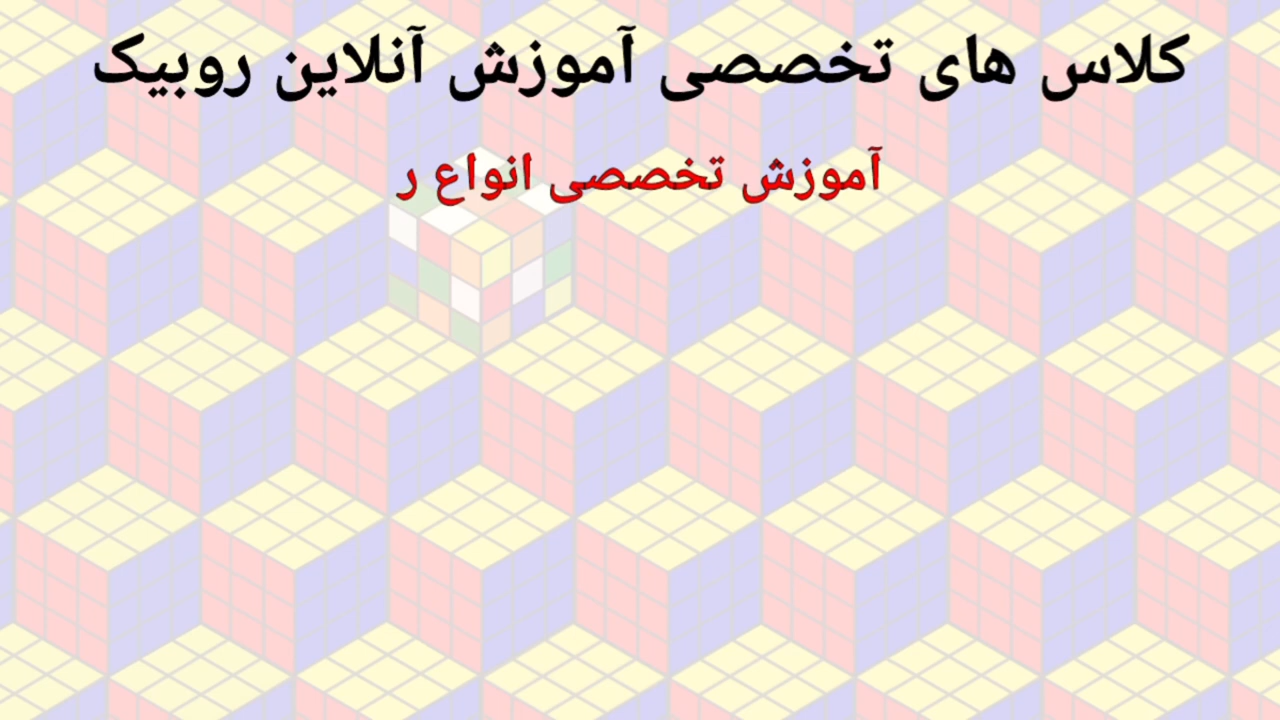 کلاس های تخصصی آموزش آنلاین روبیک
آموزش تخصصی انواع ر